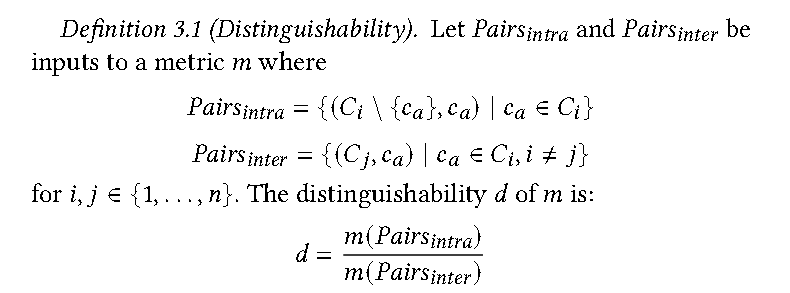 Definition 3.1 (Distinguishability). Let Pairs_intra and Pairs_inter be
inputs to a metric m where
Pairs_intra = {(C_i \ {c_a}, c_a) | c_a ∈ C_i}
Pairs_inter = {(C_j, c_a) | c_a ∈ C_i, i ≠ j}
for i, j ∈ {1, . . . , n}. The distinguishability d of m is:
d = m(Pairs_intra) / m(Pairs_inter)